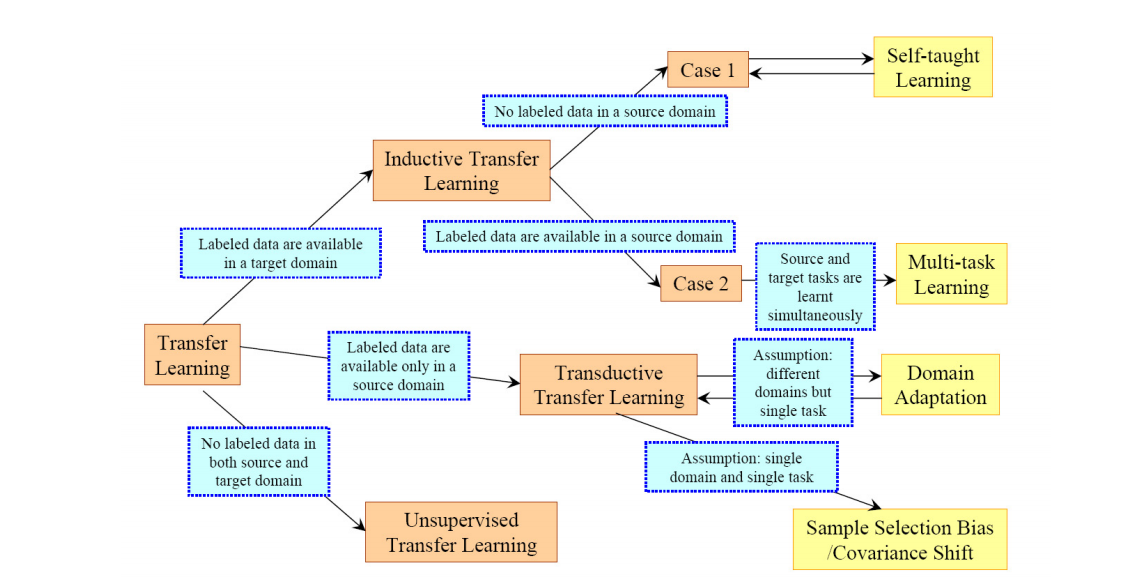 Self-taught
Learning
Case 1
No labeled data in a source domain
Inductive Transfer
Learning
Labeled data are available
in a target domain
Labeled data are available in a source domain
Case 2
Source and
target tasks are
learnt
simultaneously
Multi-task
Learning
Transfer
Learning
Labeled data are
available only in a
source domain
Transductive
Transfer Learning
Assumption:
different
domains but
single task
Domain
Adaptation
No labeled data in
both source and
target domain
Assumption: single
domain and single task
Unsupervised
Transfer Learning
Sample Selection Bias
/Covariance Shift